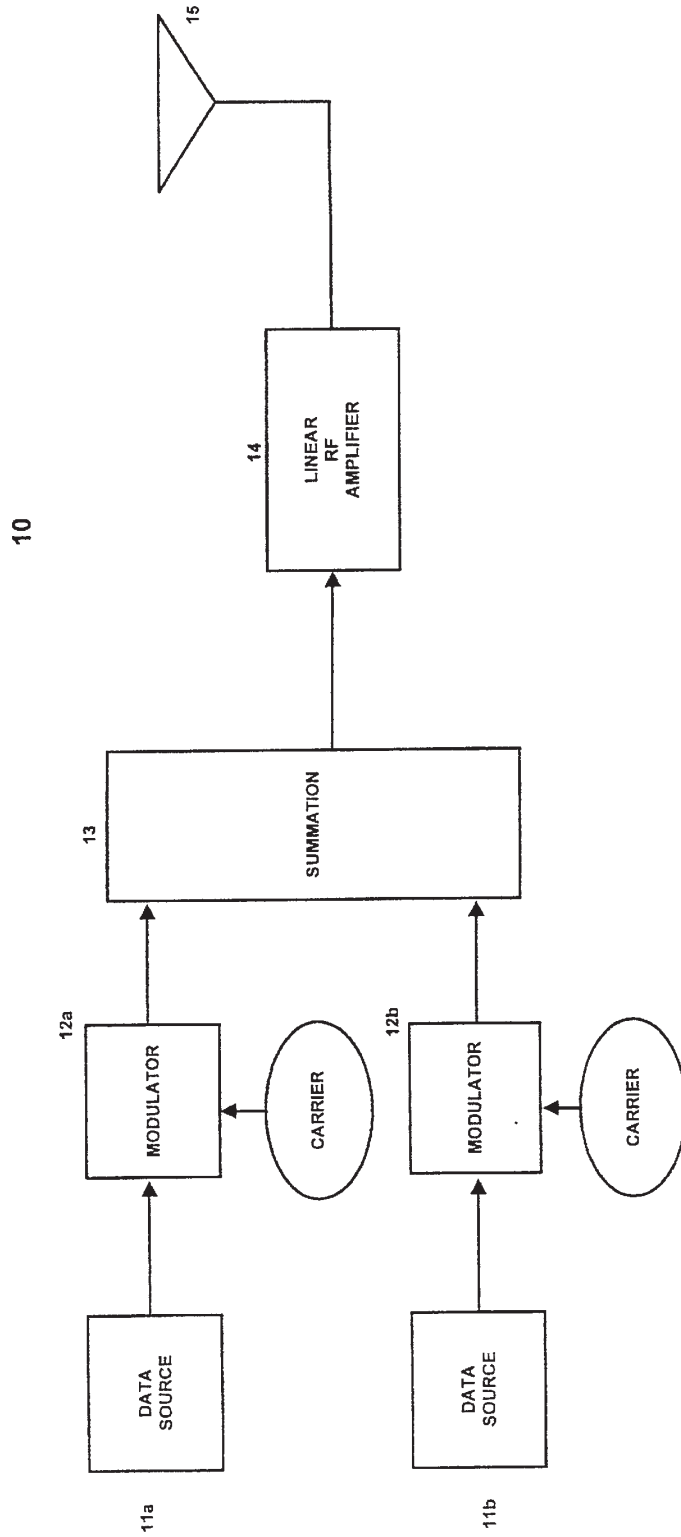 10
11a
DATA
SOURCE
12a
MODULATOR
CARRIER
13
SUMMATION
14
LINEAR
RF
AMPLIFIER
15
11b
DATA
SOURCE
12b
MODULATOR
CARRIER